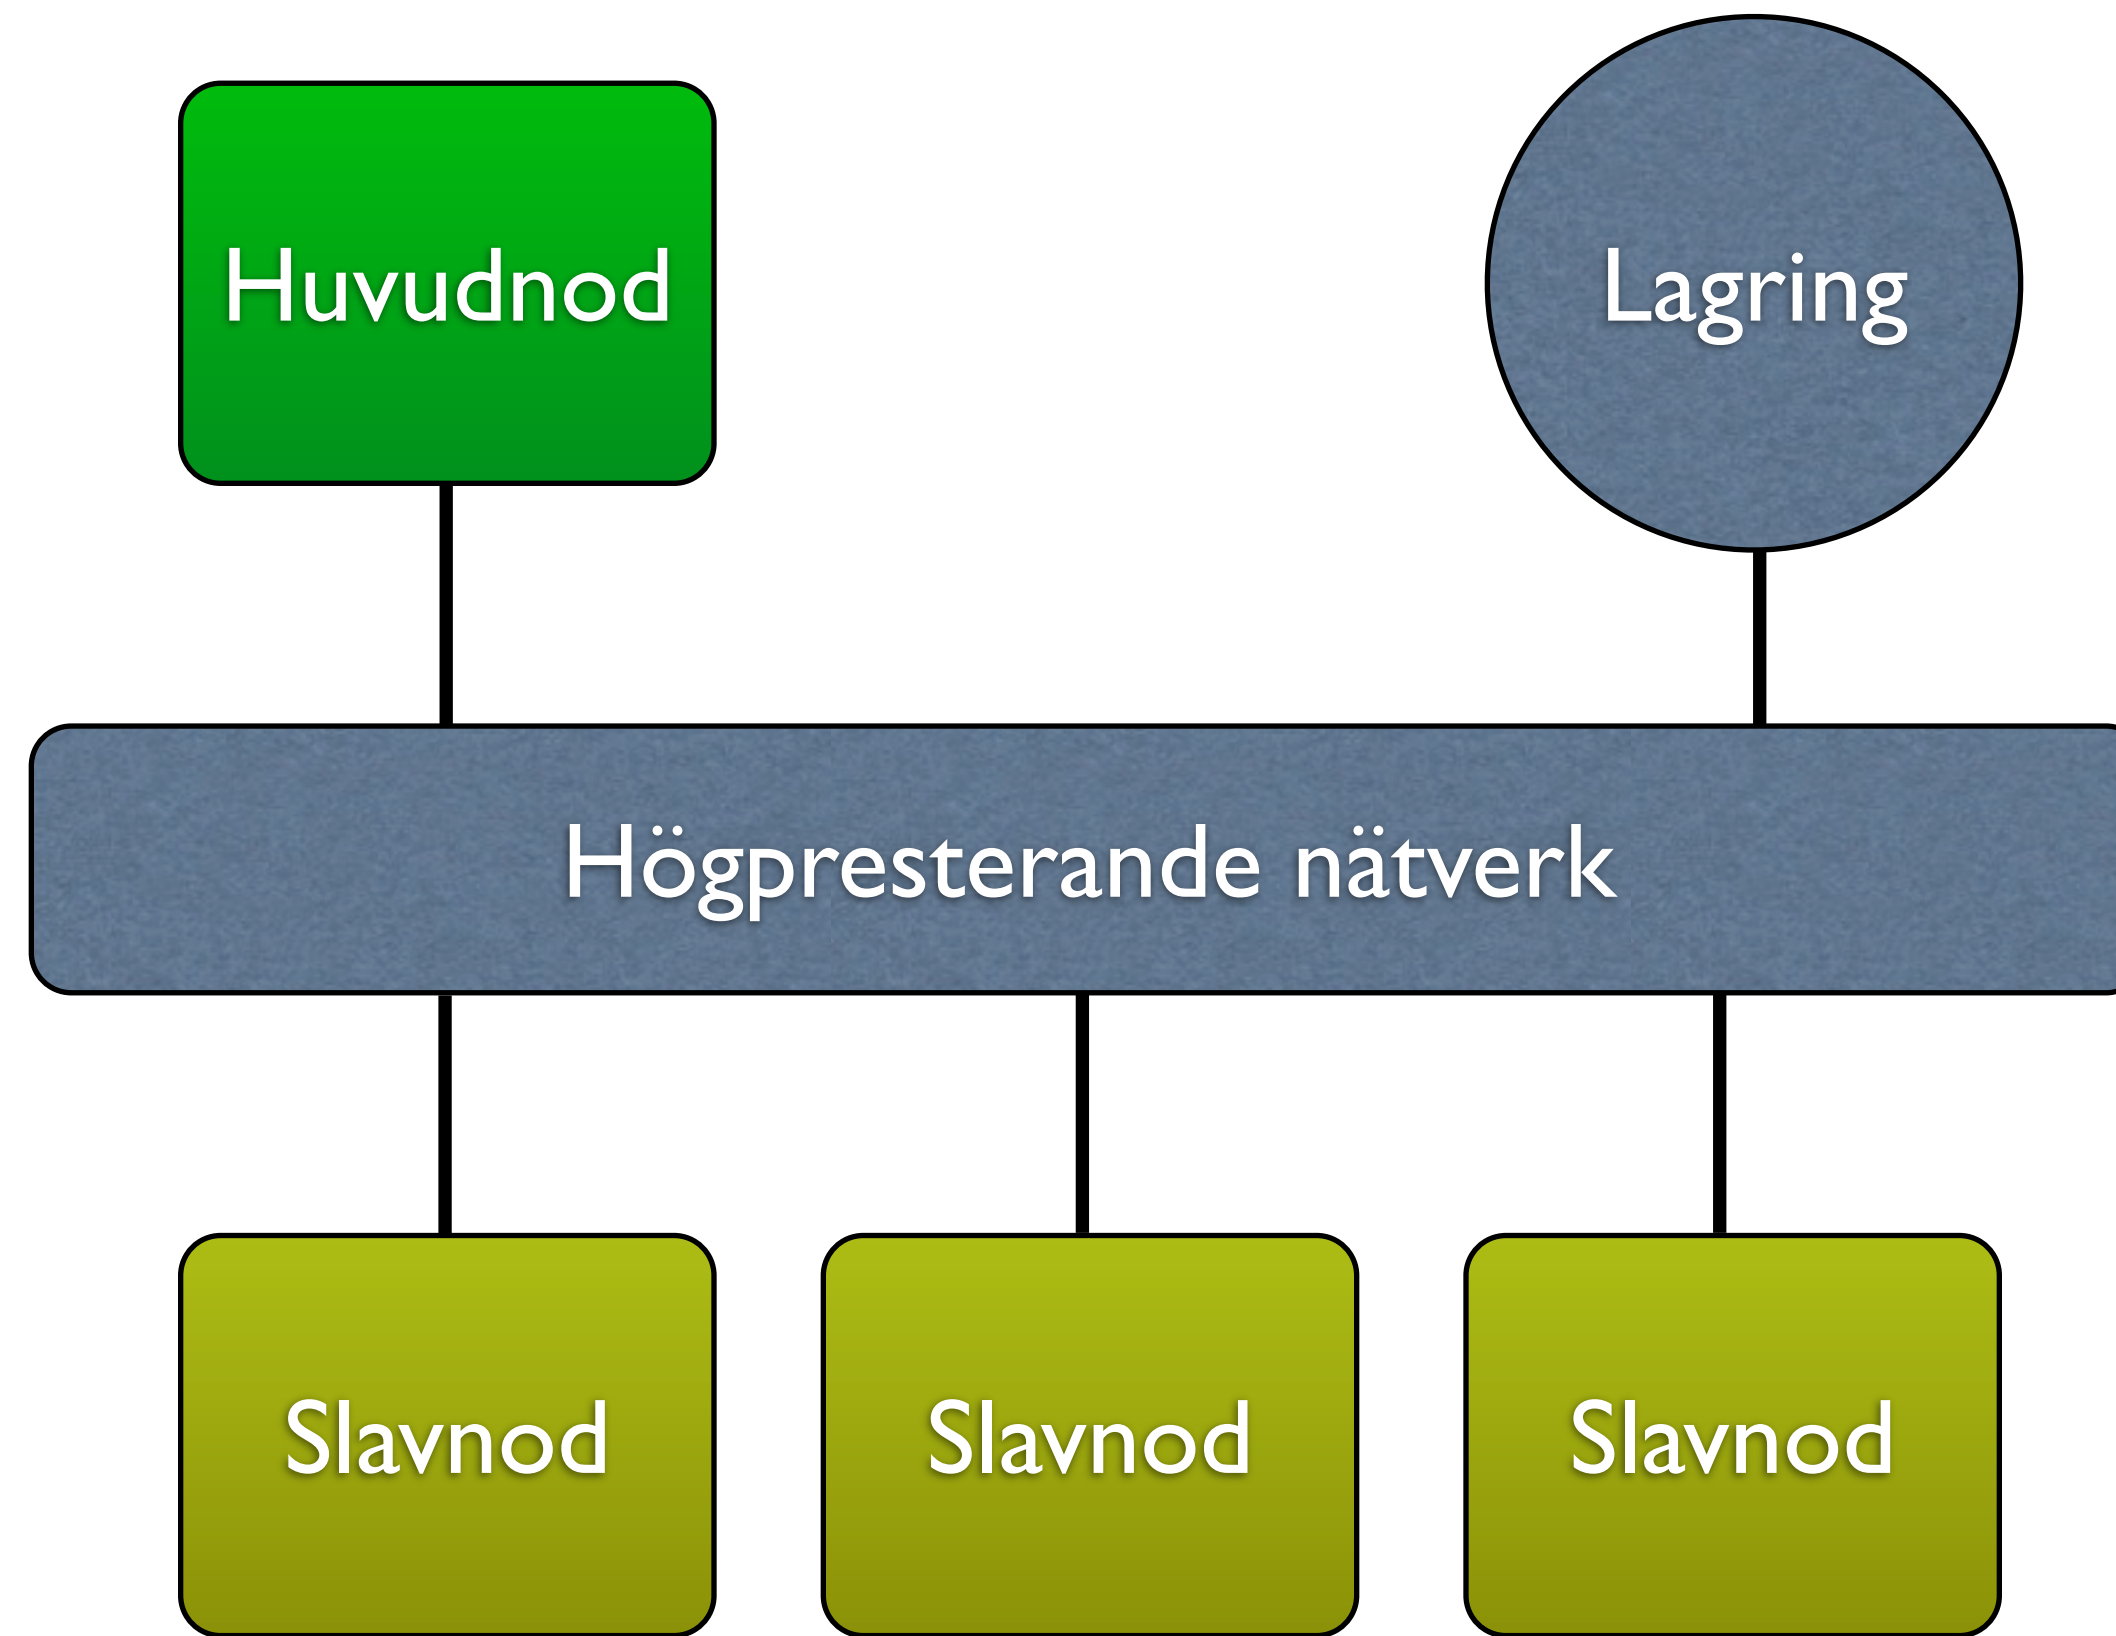 Huvudnod
Lagring
Högpresterande nätverk
Slavnod
Slavnod
Slavnod